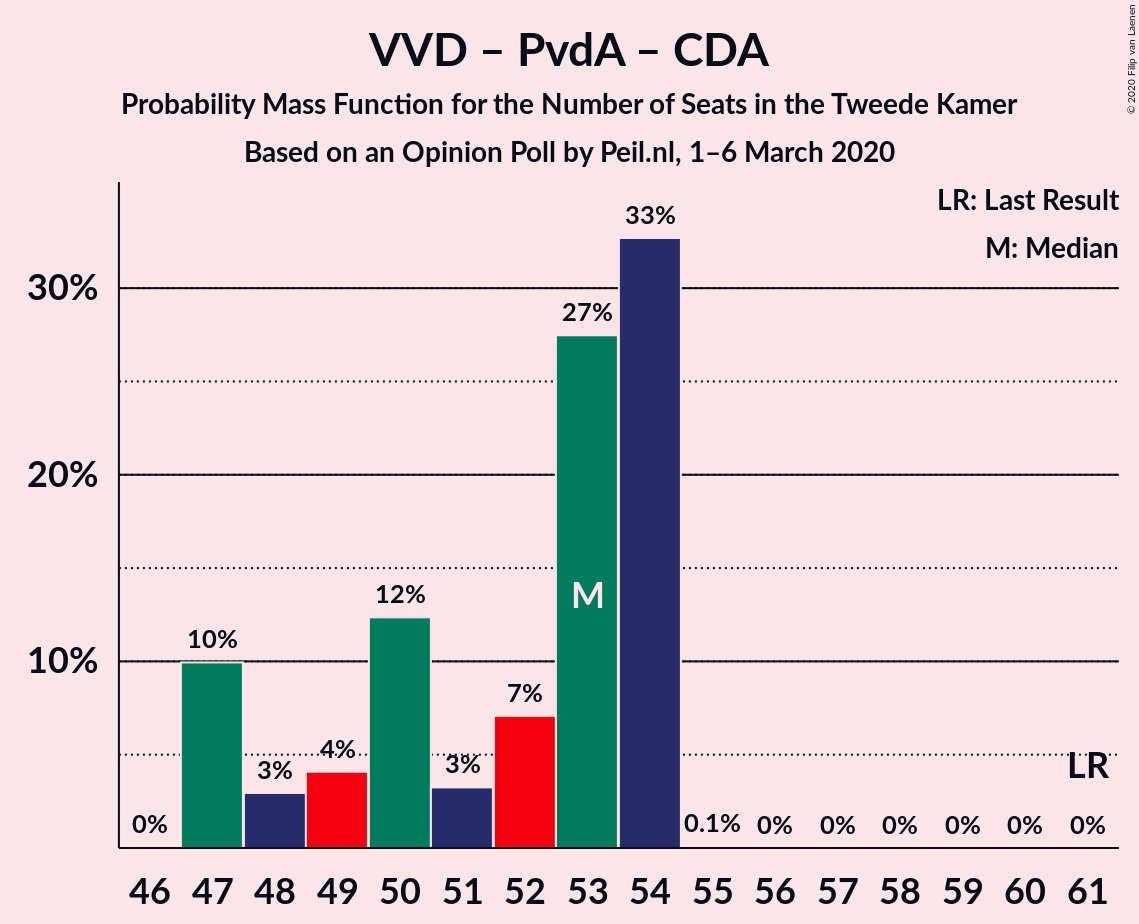 VVD – PvdA – CDA
Probability Mass Function for the Number of Seats in the Tweede Kamer
Based on an Opinion Poll by Peil.nl, 1–6 March 2020
© 2020 Filip van Laenen
LR: Last Result
M: Median
30%
20%
10%
0%
10%
3%
4%
12%
3%
7%
27%
33%
0.1%
0%
0%
0%
0%
0%
0%
M
LR
46 47 48 49 50 51 52 53 54 55 56 57 58 59 60 61